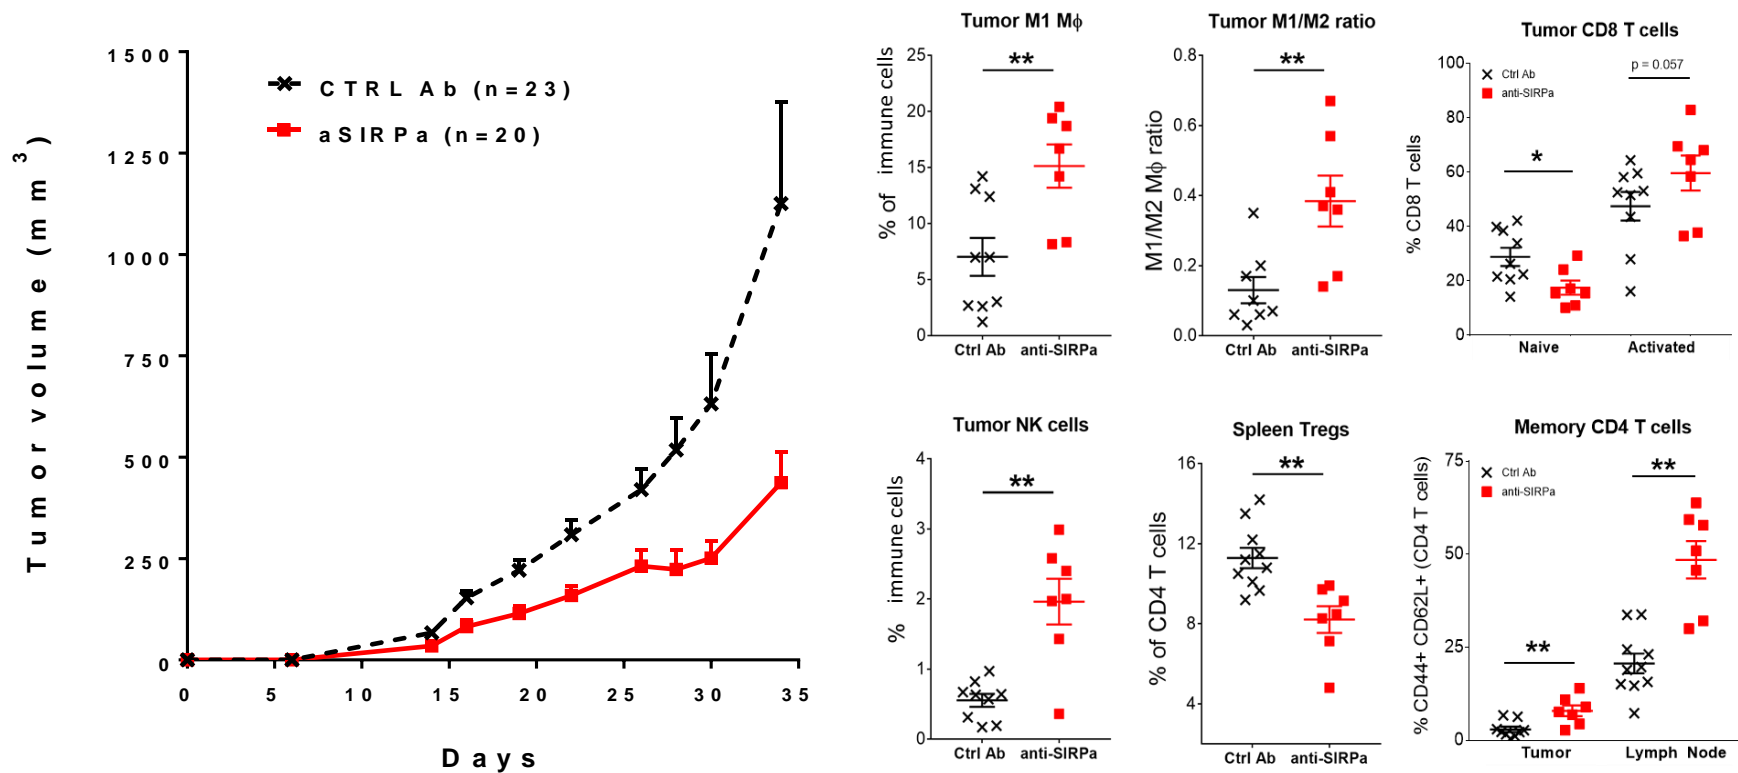 1500
1250
1000
750
500
250
0
Tumor volume (mm3)
CTRL Ab (n=23)
aSIRPa (n=20)
0 5 10 15 20 25 30 35
Days
Tumor M1 Mϕ
% of immune cells
25
20
15
10
5
0
**
Ctrl Ab anti-SIRPa
Tumor M1/M2 ratio
M1/M2 Mϕ ratio
0.8
0.6
0.4
0.2
0.0
**
Ctrl Ab anti-SIRPa
Tumor CD8 T cells
% CD8 T cells
100
80
60
40
20
0
Ctrl Ab
anti-SIRPa
p = 0.057
*
Naive Activated
Tumor NK cells
% immune cells
4
3
2
1
0
**
Ctrl Ab anti-SIRPa
Spleen Tregs
% of CD4 T cells
16
12
8
4
**
Ctrl Ab anti-SIRPa
Memory CD4 T cells
% CD44+ CD62L+ (CD4 T cells)
75
50
25
0
Ctrl Ab
anti-SIRPa
**
**
Tumor Lymph Node